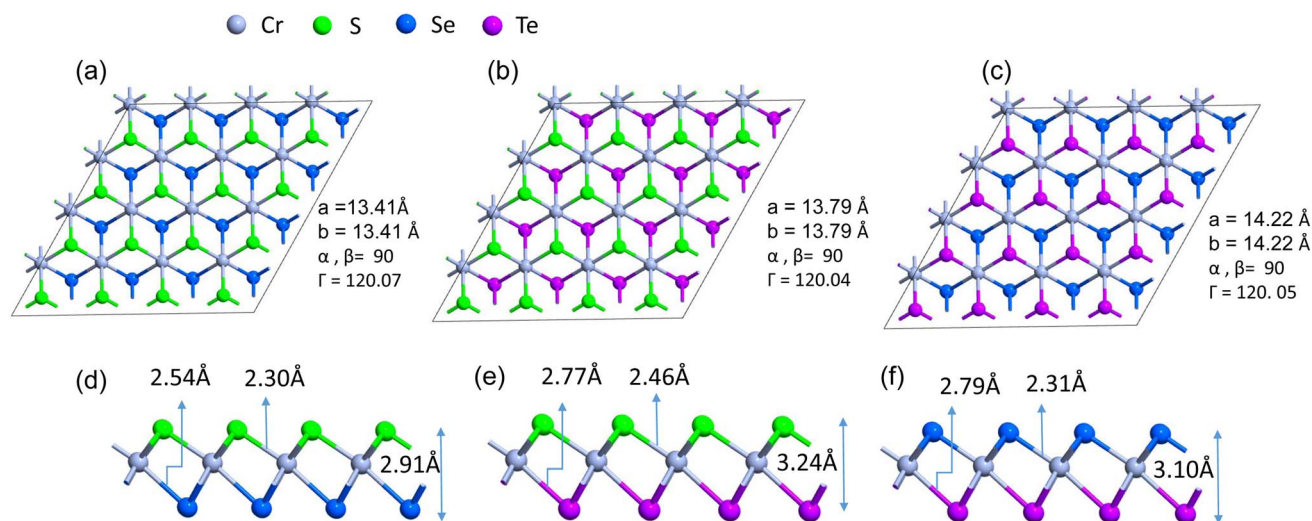 Cr S Se Te
(a)
a =13.41Å
b = 13.41 Å
α , β= 90
Γ = 120.07
(b)
a = 13.79 Å
b = 13.79 Å
α , β= 90
Γ = 120.04
(c)
a = 14.22 Å
b = 14.22 Å
α , β= 90
Γ = 120. 05
(d)
2.54Å 2.30Å
2.91Å
(e)
2.77Å 2.46Å
3.24Å
(f)
2.79Å 2.31Å
3.10Å